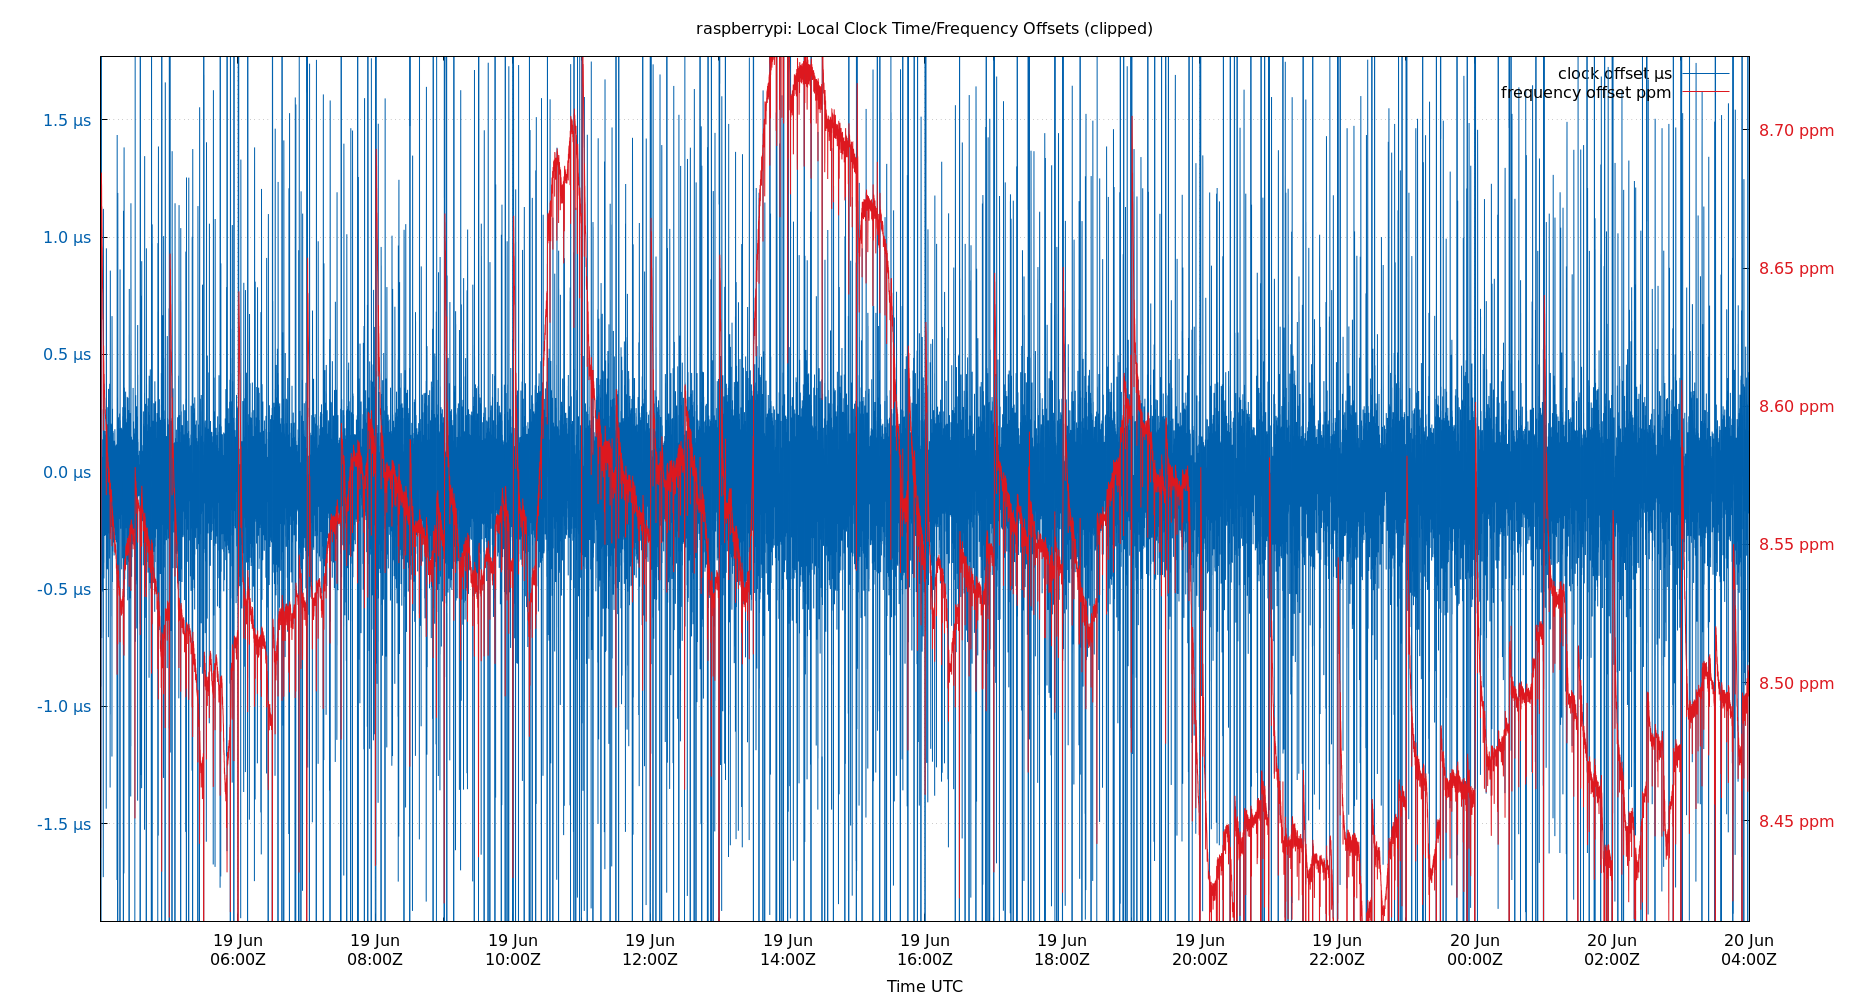 raspberrypi: Local Clock Time/Frequency Offsets (clipped)
clock offset µs
frequency offset ppm
1.5 µs
1.0 µs
0.5 µs
0.0 µs
-0.5 µs
-1.0 µs
-1.5 µs
8.70 ppm
8.65 ppm
8.60 ppm
8.55 ppm
8.50 ppm
8.45 ppm
19 Jun 19 Jun 19 Jun 19 Jun 19 Jun 19 Jun 19 Jun 19 Jun 19 Jun 20 Jun 20 Jun 20 Jun
06:00Z 08:00Z 10:00Z 12:00Z 14:00Z 16:00Z 18:00Z 20:00Z 22:00Z 00:00Z 02:00Z 04:00Z
Time UTC